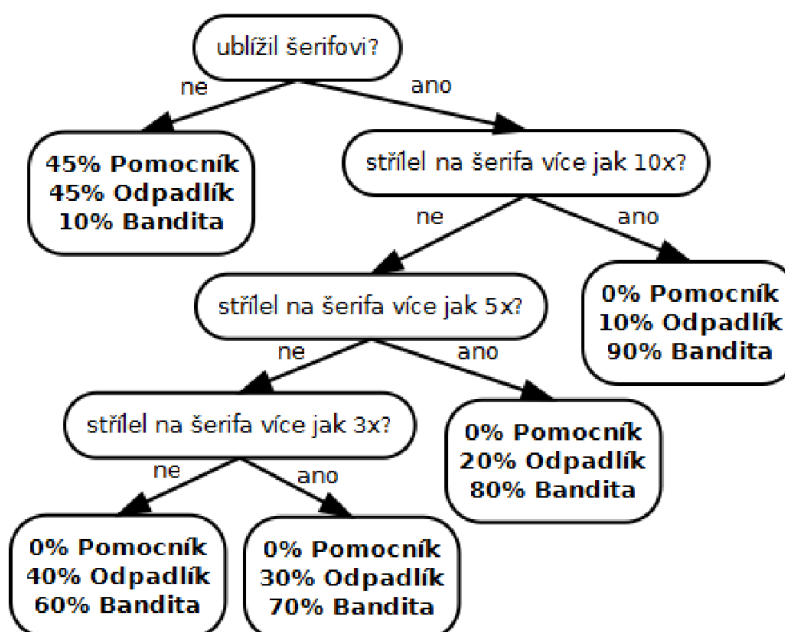 ublížil šerifovi?
ne
ano
45% Pomocník
45% Odpadlík
10% Bandita
střílel na šerifa více jak 10x?
ne
ano
střílel na šerifa více jak 5x?
0% Pomocník
10% Odpadlík
90% Bandita
ne
ano
střílel na šerifa více jak 3x?
0% Pomocník
20% Odpadlík
80% Bandita
ne
ano
0% Pomocník
40% Odpadlík
60% Bandita
0% Pomocník
30% Odpadlík
70% Bandita